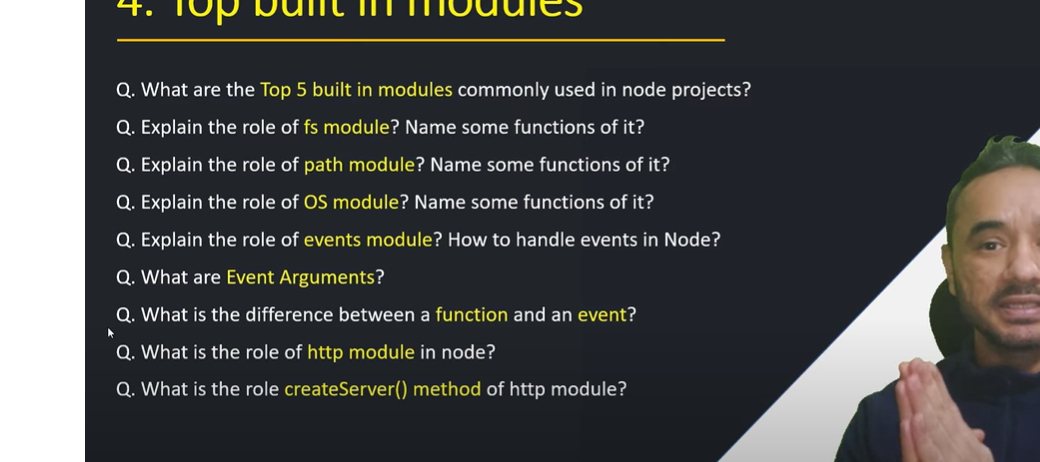 4. Top built in modules
Q. What are the Top 5 built in modules commonly used in node projects?
Q. Explain the role of fs module? Name some functions of it?
Q. Explain the role of path module? Name some functions of it?
Q. Explain the role of OS module? Name some functions of it?
Q. Explain the role of events module? How to handle events in Node?
Q. What are Event Arguments?
Q. What is the difference between a function and an event?
Q. What is the role of http module in node?
Q. What is the role createServer() method of http module?